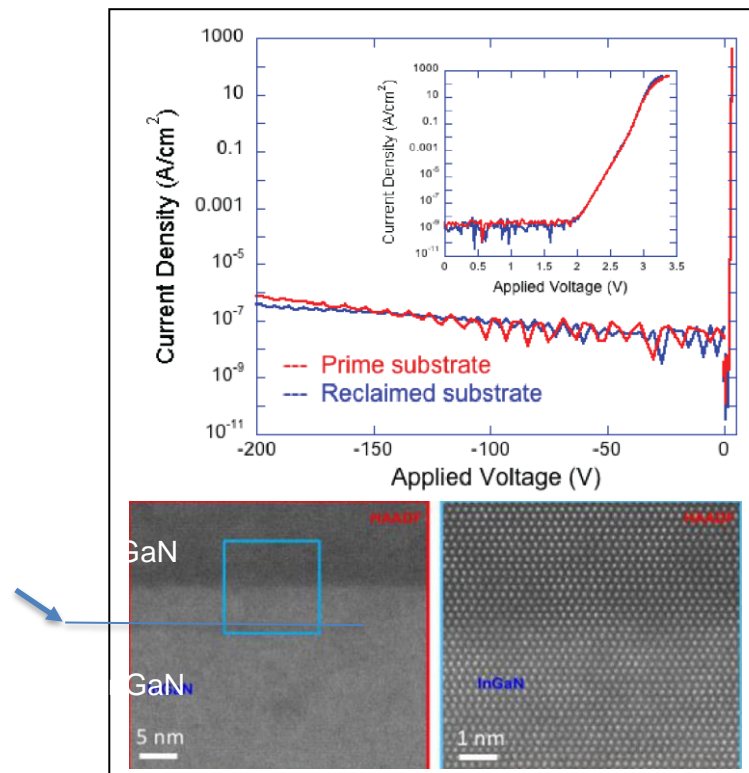 1000
10
0.1
0.001
10-5
10-7
10-9
10-11
Current Density (A/cm2)
-200
-150
-100
-50
0
Applied Voltage (V)
1000
10
0.1
0.001
10-5
10-7
10-9
10-11
Current Density (A/cm2)
0
0.5
1
1.5
2
2.5
3
3.5
Applied Voltage (V)
Prime substrate
Reclaimed substrate
HAADF
GaN
InGaN
5 nm
HAADF
InGaN
1 nm